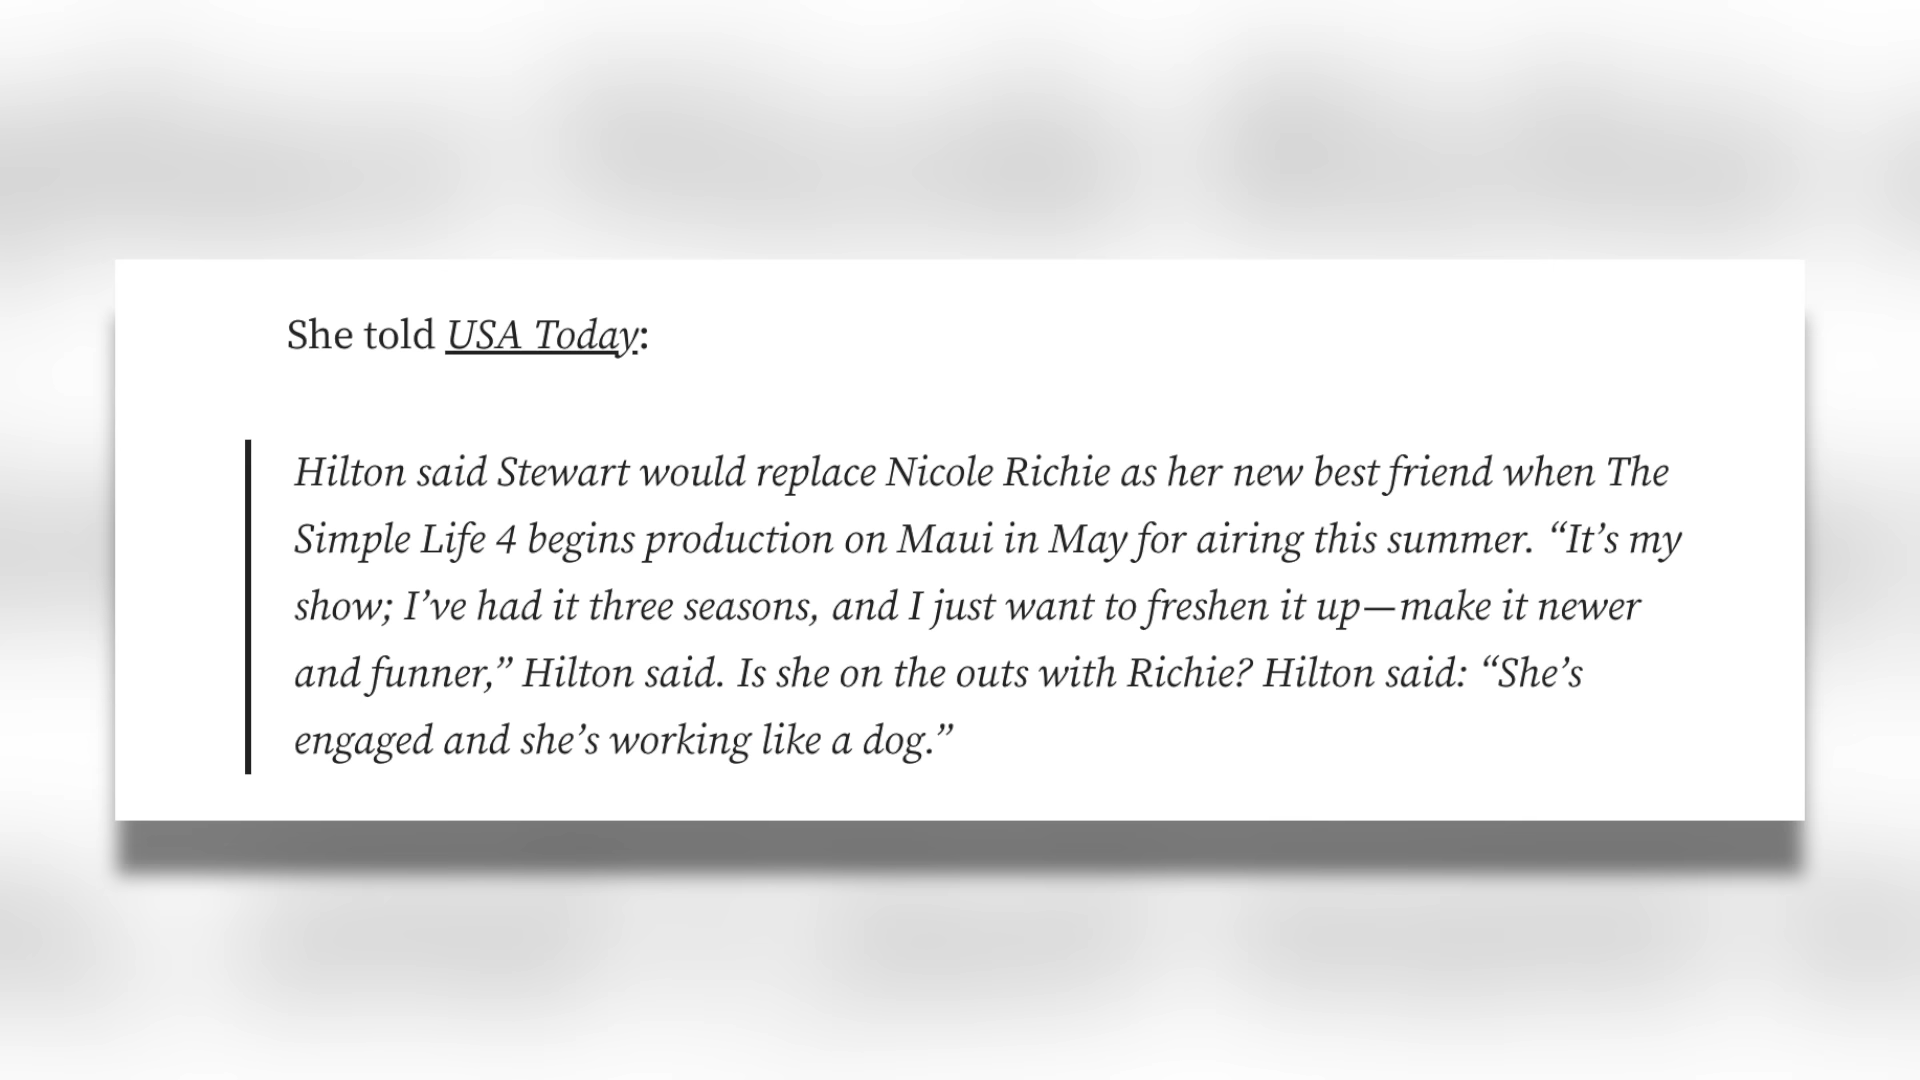 She told USA Today:
Hilton said Stewart would replace Nicole Richie as her new best friend when The
Simple Life 4 begins production on Maui in May for airing this summer. “It’s my
show; I’ve had it three seasons, and I just want to freshen it up—make it newer
and funner,” Hilton said. Is she on the outs with Richie? Hilton said: “She’s
engaged and she’s working like a dog.”